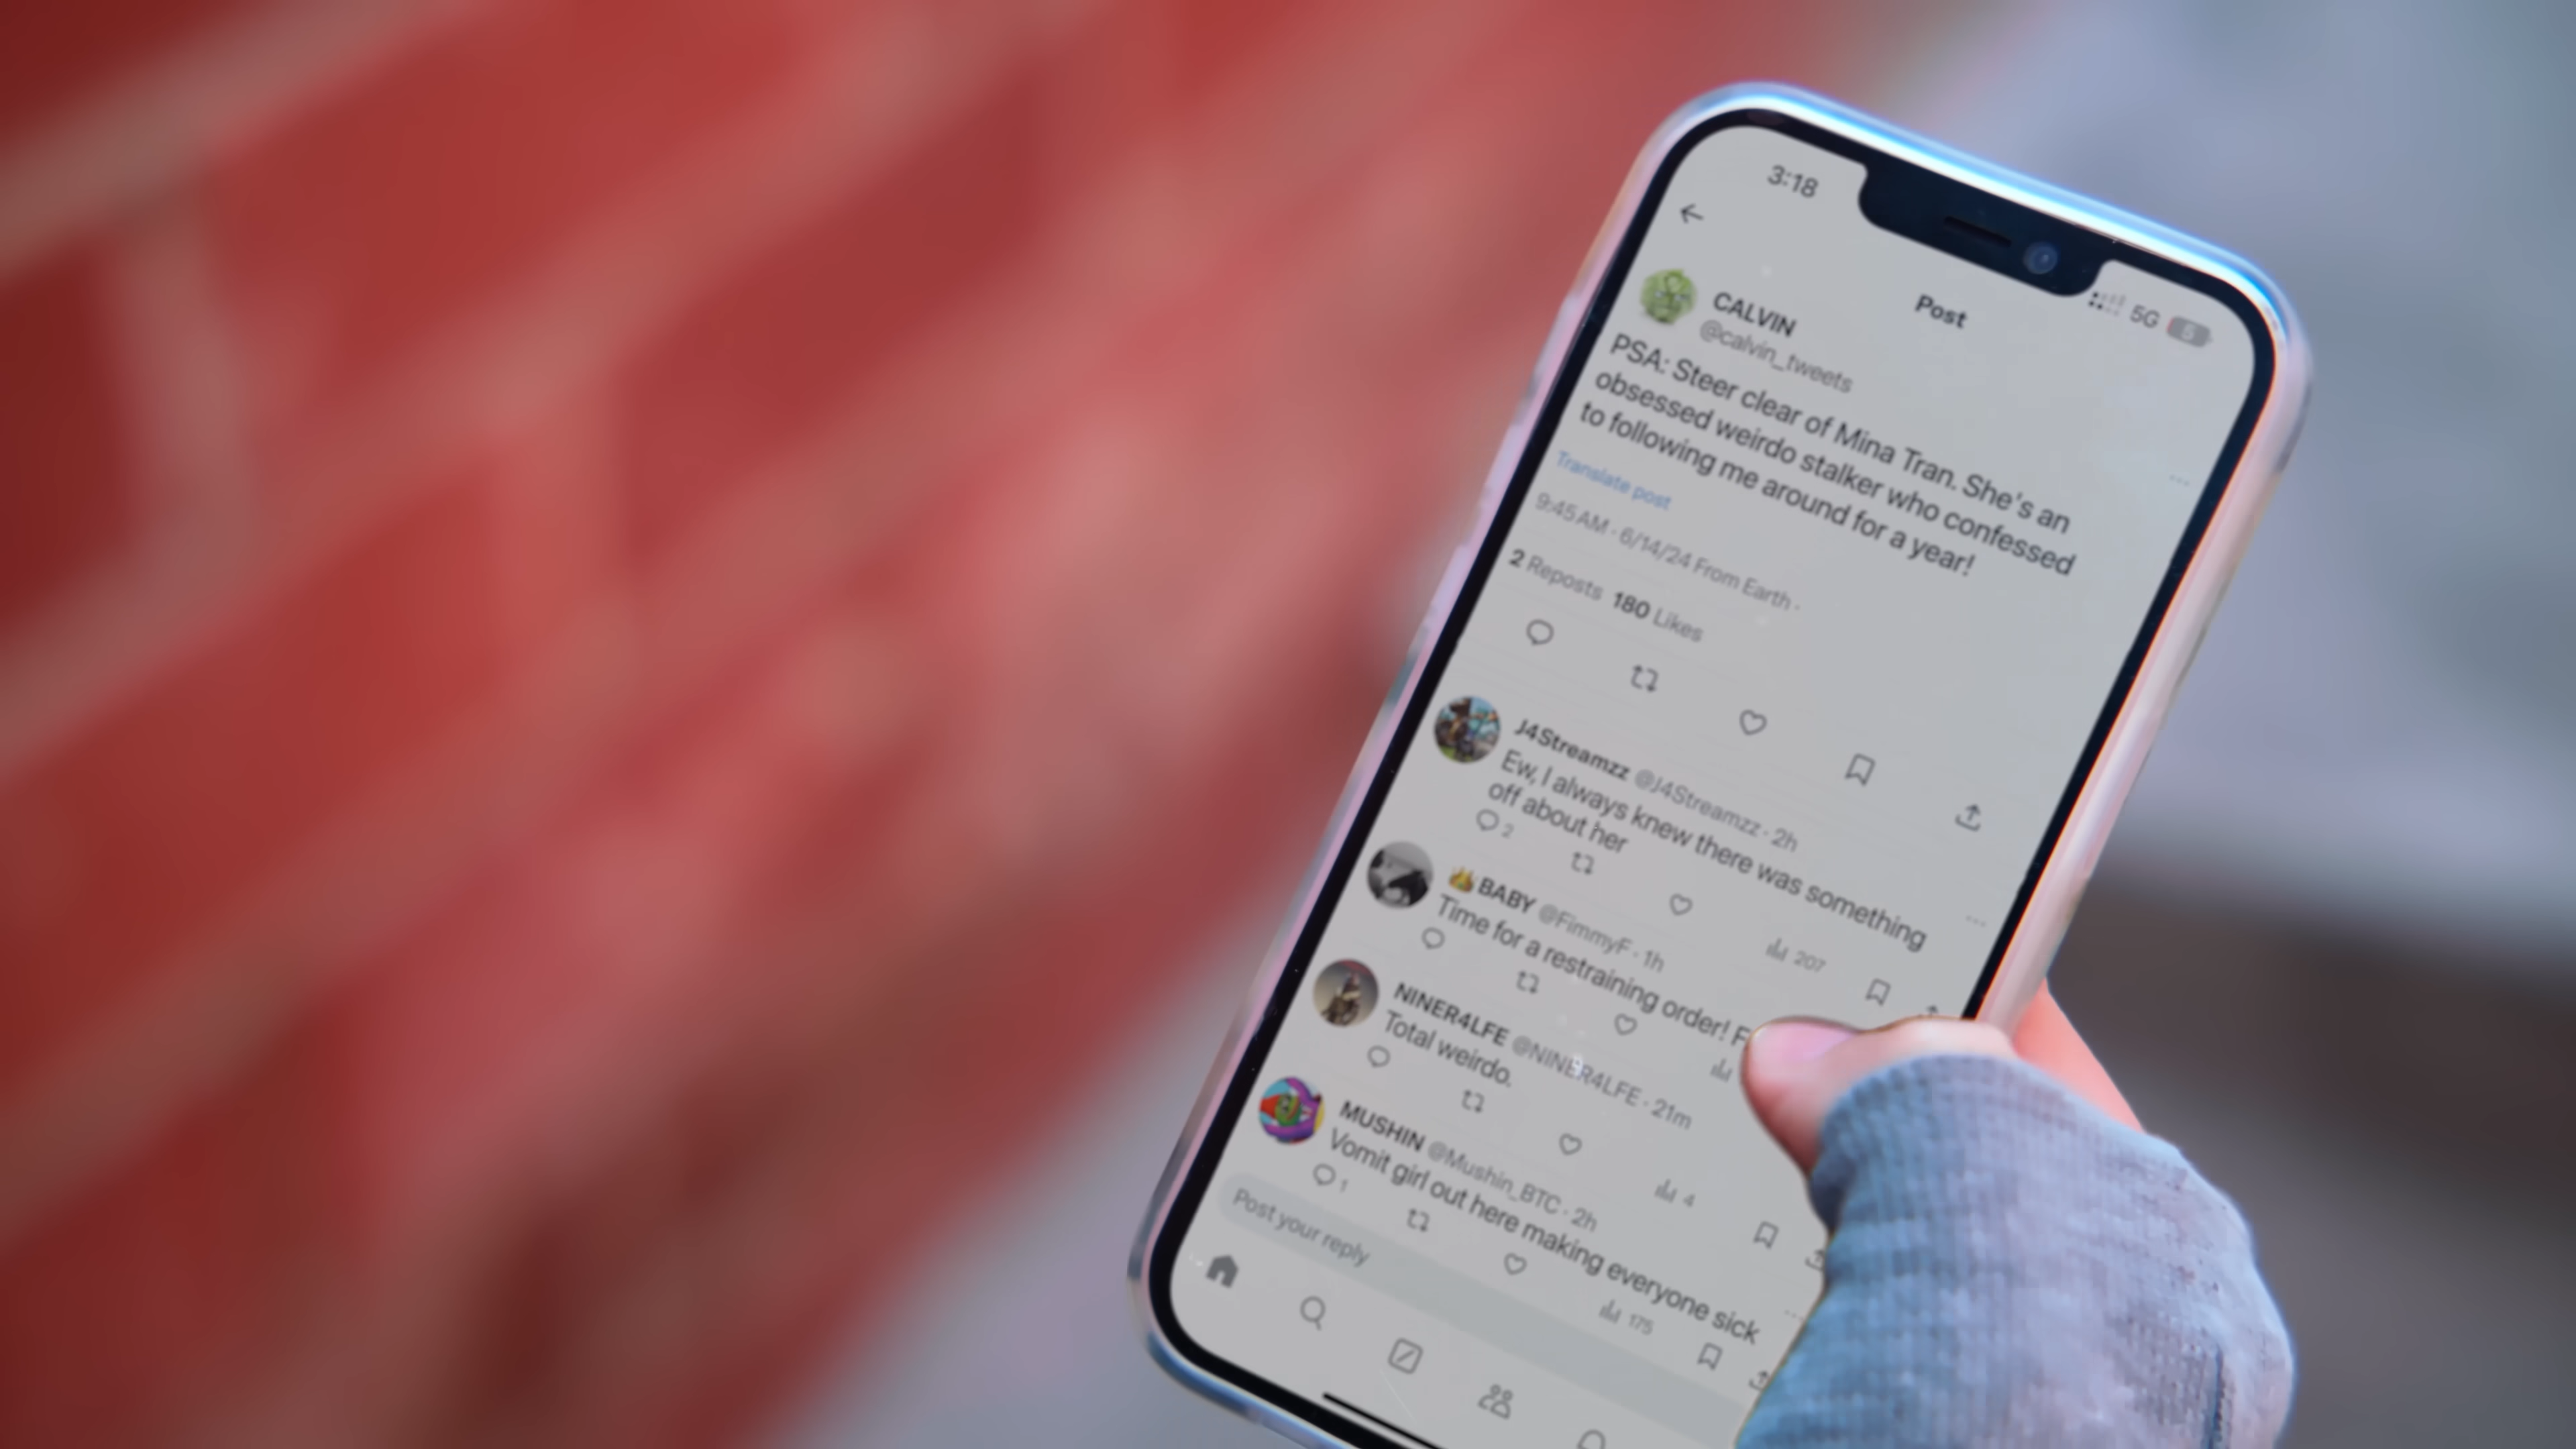 3:18
5G
5
Post
CALVIN
@calvin_tweets
PSA: Steer clear of Mina Tran. She's an
obsessed weirdo stalker who confessed
to following me around for a year!
Translate post
9:45 AM · 6/14/24 From Earth ·
2 Reposts 180 Likes
J4Streamzz @J4Streamzz · 2h
Ew, I always knew there was something
off about her
2
207
BABY @FimmyF · 1h
Time for a restraining order! F
NINER4LFE @NINER4LFE · 21m
Total weirdo.
4
MUSHIN @Mushin_BTC · 2h
Vomit girl out here making everyone sick
1
175
Post your reply